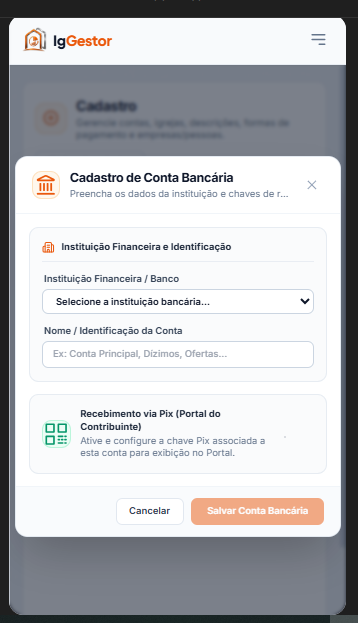 IgGestor
Cadastro
Gerencie contas, igrejas, descrições, formas de
pagamento e empresas/pessoas.
Cadastro de Conta Bancária
Preencha os dados da instituição e chaves de r...
Instituição Financeira e Identificação
Instituição Financeira / Banco
Selecione a instituição bancária...
Nome / Identificação da Conta
Ex: Conta Principal, Dízimos, Ofertas...
Recebimento via Pix (Portal do
Contribuinte)
Ative e configure a chave Pix associada a
esta conta para exibição no Portal.
Cancelar
Salvar Conta Bancária